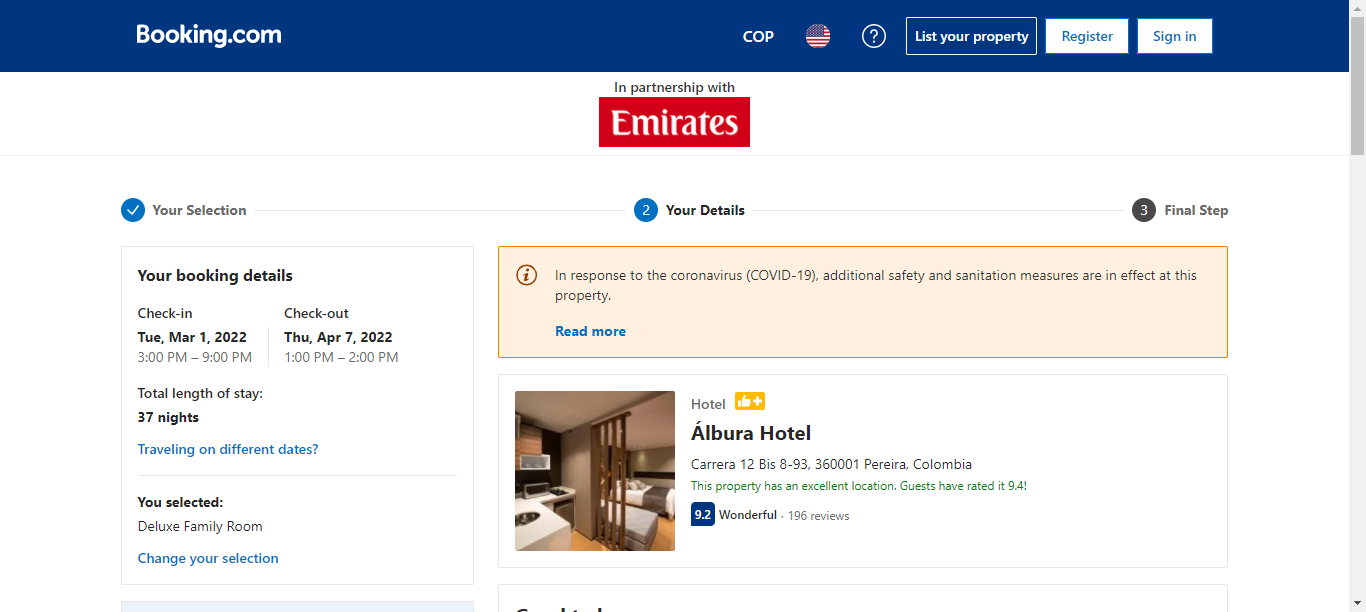 Booking.com
COP
?
List your property
Register
Sign in
In partnership with
Emirates
Your Selection
2 Your Details
3 Final Step
Your booking details
Check-in
Tue, Mar 1, 2022
3:00 PM – 9:00 PM
Check-out
Thu, Apr 7, 2022
1:00 PM – 2:00 PM
Total length of stay:
37 nights
Traveling on different dates?
You selected:
Deluxe Family Room
Change your selection
In response to the coronavirus (COVID-19), additional safety and sanitation measures are in effect at this
property.
Read more
Hotel
Álbura Hotel
Carrera 12 Bis 8-93, 360001 Pereira, Colombia
This property has an excellent location. Guests have rated it 9.4!
9.2 Wonderful · 196 reviews